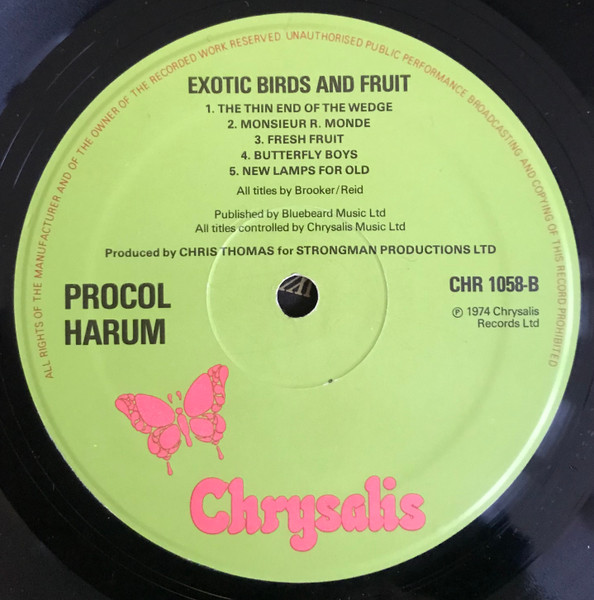 ALL RIGHTS OF THE MANUFACTURER AND OF THE OWNER OF THE RECORDED WORK RESERVED UNAUTHORISED PUBLIC PERFORMANCE BROADCASTING AND COPYING OF THIS RECORD PROHIBITED
EXOTIC BIRDS AND FRUIT
1. THE THIN END OF THE WEDGE
2. MONSIEUR R. MONDE
3. FRESH FRUIT
4. BUTTERFLY BOYS
5. NEW LAMPS FOR OLD
All titles by Brooker/Reid
Published by Bluebeard Music Ltd
All titles controlled by Chrysalis Music Ltd
Produced by CHRIS THOMAS for STRONGMAN PRODUCTIONS LTD
PROCOL
HARUM
CHR 1058-B
℗ 1974 Chrysalis
Records Ltd
Chrysalis